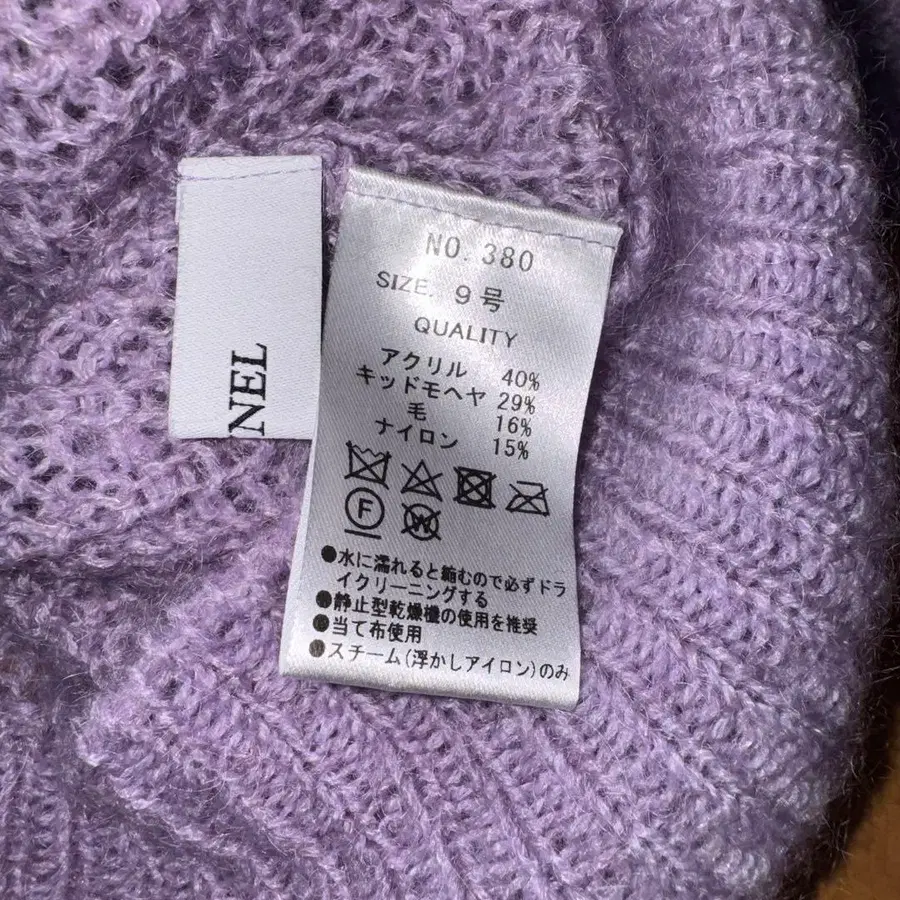 NEL
NO. 380
SIZE. 9号
QUALITY
アクリル 40%
キッドモヘヤ 29%
毛 16%
ナイロン 15%
F W
●水に濡れると縮むので必ずドラ
イクリーニングする
●静止型乾燥機の使用を推奨
●当て布使用
●スチーム(浮かしアイロン)のみ